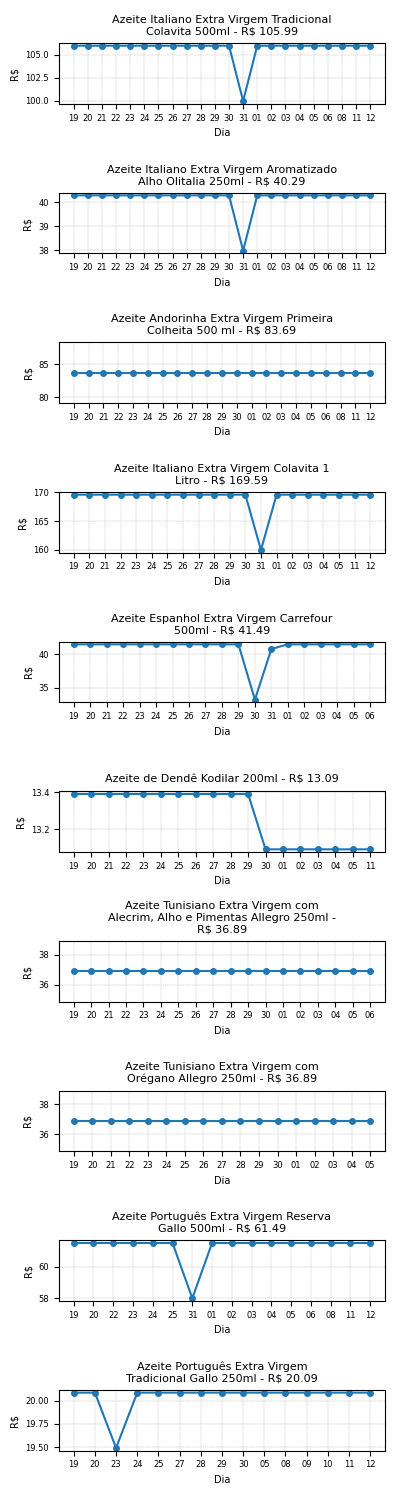 Azeite Italiano Extra Virgem Tradicional
Colavita 500ml - R$ 105.99
105.0
102.5
100.0
R$
19 20 21 22 23 24 25 26 27 28 29 30 31 01 02 03 04 05 06 08 11 12
Dia
Azeite Italiano Extra Virgem Aromatizado
Alho Olitalia 250ml - R$ 40.29
40
39
38
R$
19 20 21 22 23 24 25 26 27 28 29 30 31 01 02 03 04 05 06 08 11 12
Dia
Azeite Andorinha Extra Virgem Primeira
Colheita 500 ml - R$ 83.69
85
80
R$
19 20 21 22 23 24 25 26 27 28 29 30 01 02 03 04 05 06 08 11 12
Dia
Azeite Italiano Extra Virgem Colavita 1
Litro - R$ 169.59
170
165
160
R$
19 20 21 22 23 24 25 26 28 29 30 31 01 02 03 04 05 11 12
Dia
Azeite Espanhol Extra Virgem Carrefour
500ml - R$ 41.49
40
35
R$
19 20 21 22 23 24 25 26 27 28 29 30 31 01 02 03 04 05 06
Dia
Azeite de Dendê Kodilar 200ml - R$ 13.09
13.4
13.2
R$
19 20 21 22 23 24 25 26 27 28 29 30 01 02 03 04 05 11
Dia
Azeite Tunisiano Extra Virgem com
Alecrim, Alho e Pimentas Allegro 250ml -
R$ 36.89
38
36
R$
19 20 21 22 23 24 25 26 27 28 29 30 01 02 03 04 05 06
Dia
Azeite Tunisiano Extra Virgem com
Orégano Allegro 250ml - R$ 36.89
38
36
R$
19 20 21 22 23 24 25 26 27 28 29 30 01 02 03 04 05
Dia
Azeite Português Extra Virgem Reserva
Gallo 500ml - R$ 61.49
60
58
R$
19 20 22 23 24 25 31 01 02 03 04 05 06 08 10 11 12
Dia
Azeite Português Extra Virgem
Tradicional Gallo 250ml - R$ 20.09
20.00
19.75
19.50
R$
19 20 23 24 25 27 28 29 30 05 08 09 10 11 12
Dia